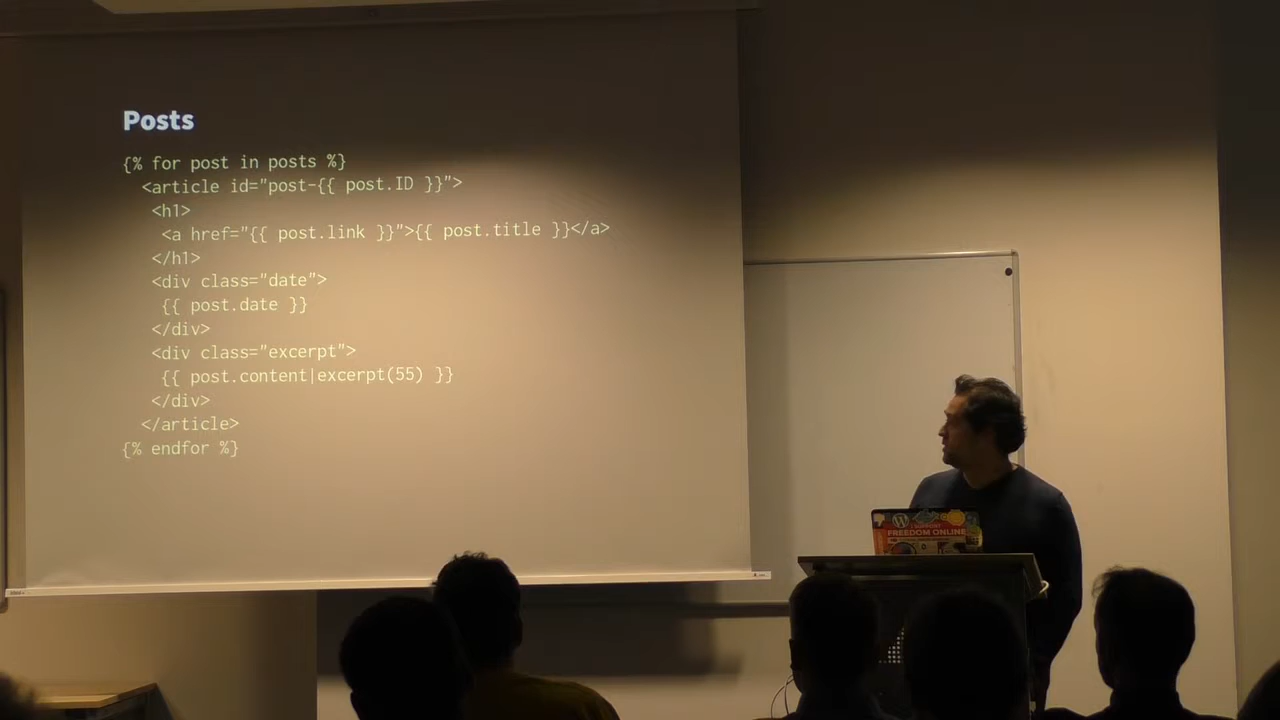 Posts
{% for post in posts %}
<article id="post-{{ post.ID }}">
<h1>
<a href="{{ post.link }}">{{ post.title }}</a>
</h1>
<div class="date">
{{ post.date }}
</div>
<div class="excerpt">
{{ post.content|excerpt(55) }}
</div>
</article>
{% endfor %}
I SUPPORT
FREEDOM ONLINE